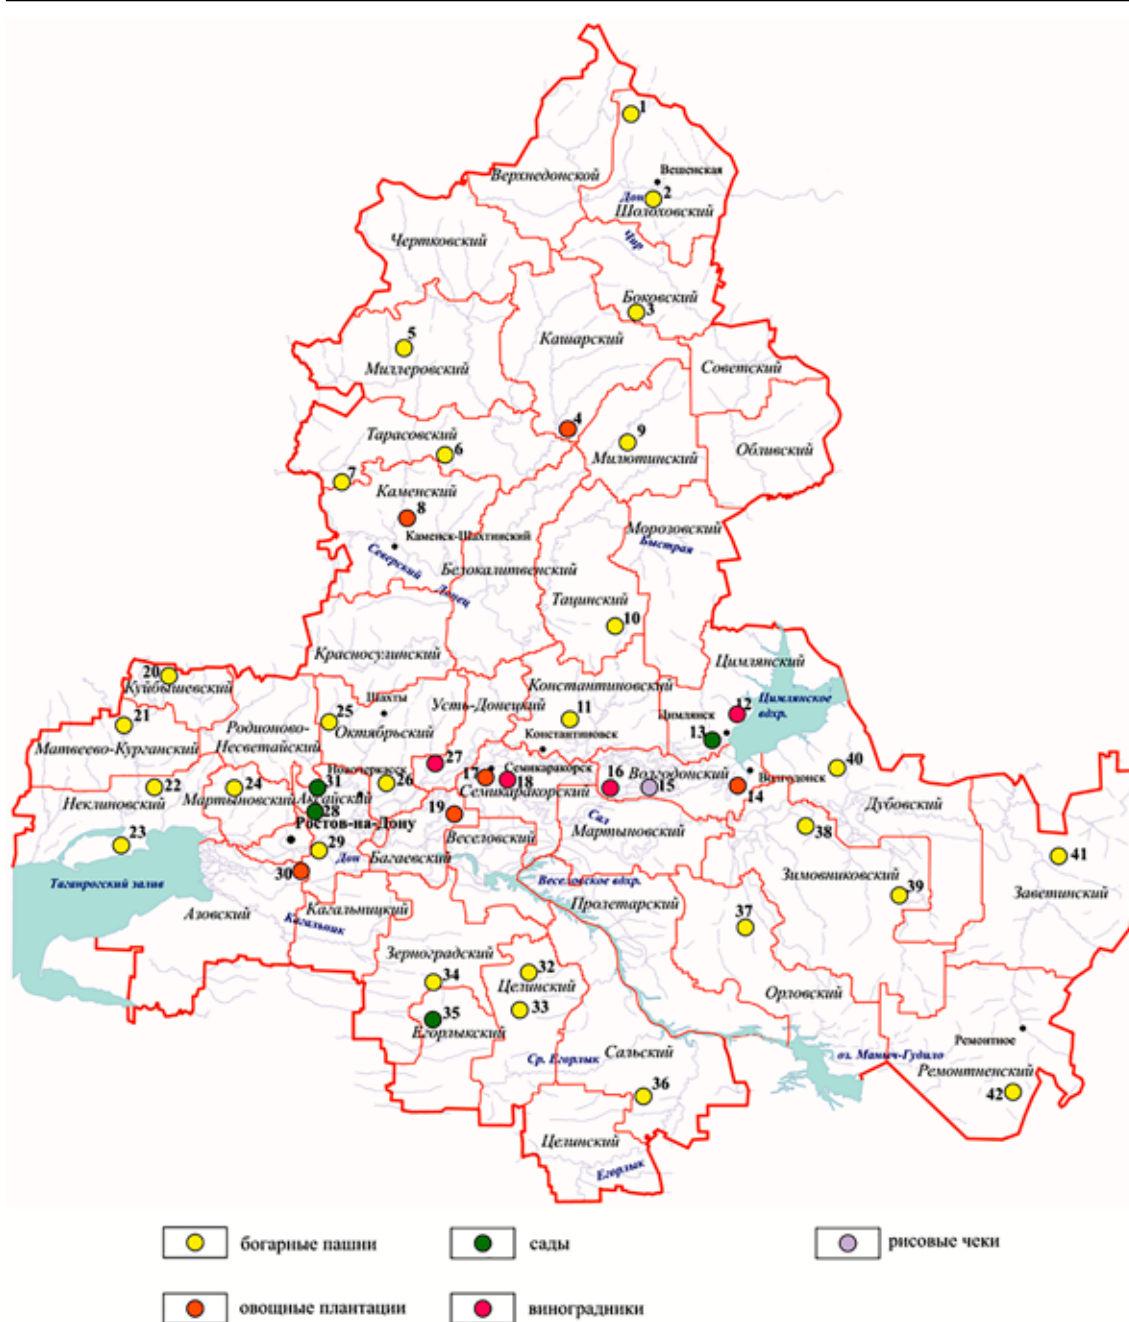 1
Вешенская
Верхнедонской
Дон
2
Шолоховский
Чир
Чертковский
Боковский
3
5
Кашарский
Миллеровский
Советский
4
9
Тарасовский
6
Милютинский
Обливский
7
Каменский
8
Каменск-Шахтинский
Морозовский
Быстрая
Северский Донец
Белокалитвенский
Тацинский
10
Красносулинский
Цимлянский
20
Куйбышевский
Константиновский
Шахты
Усть-Донецкий
12
Цимлянское вдхр.
21
25
11
Цимлянск
Родионово-
Несветайский
Октябрьский
Константиновск
13
Матвеево-Курганский
27
40
Новочеркасск
17
Семикаракорск
16
Волгодонский
Волгодонск
22
24
31
26
18
15
14
Неклиновский
Мартыновский
Аксайский
Семикаракорский
Дубовский
28
19
Сал
Ростов-на-Дону
Веселовский
Мартыновский
38
23
29
Дон
Багаевский
41
30
Таганрогский залив
Веселовское вдхр.
Зимовниковский
39
Заветинский
Азовский
Кагальник
Кагальницкий
Пролетарский
37
Зерноградский
32
34
Целинский
Орловский
35
33
Егорлыкский
Ремонтное
Ср. Егорлык
Сальский
оз. Маныч-Гудило
Ремонтненский
36
42
Целинский
Егорлык
богарные пашни
сады
рисовые чеки
овощные плантации
виноградники